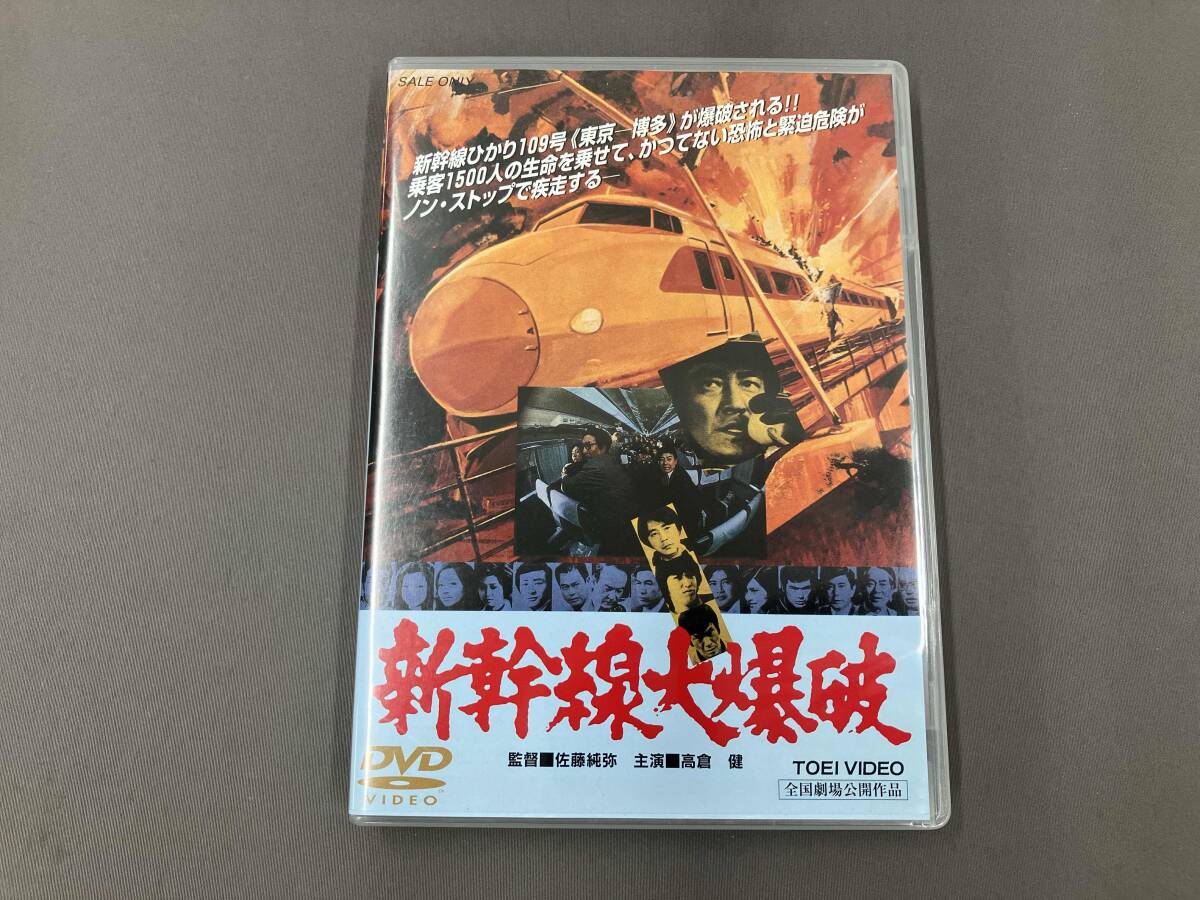 SALE ONLY
新幹線ひかり109号《東京―博多》が爆破される!!
乗客1500人の生命を乗せて、かつてない恐怖と緊迫危険が
ノン・ストップで疾走する―
新幹線大爆破
監督■佐藤純弥 主演■高倉 健
DVD
VIDEO
TOEI VIDEO
全国劇場公開作品